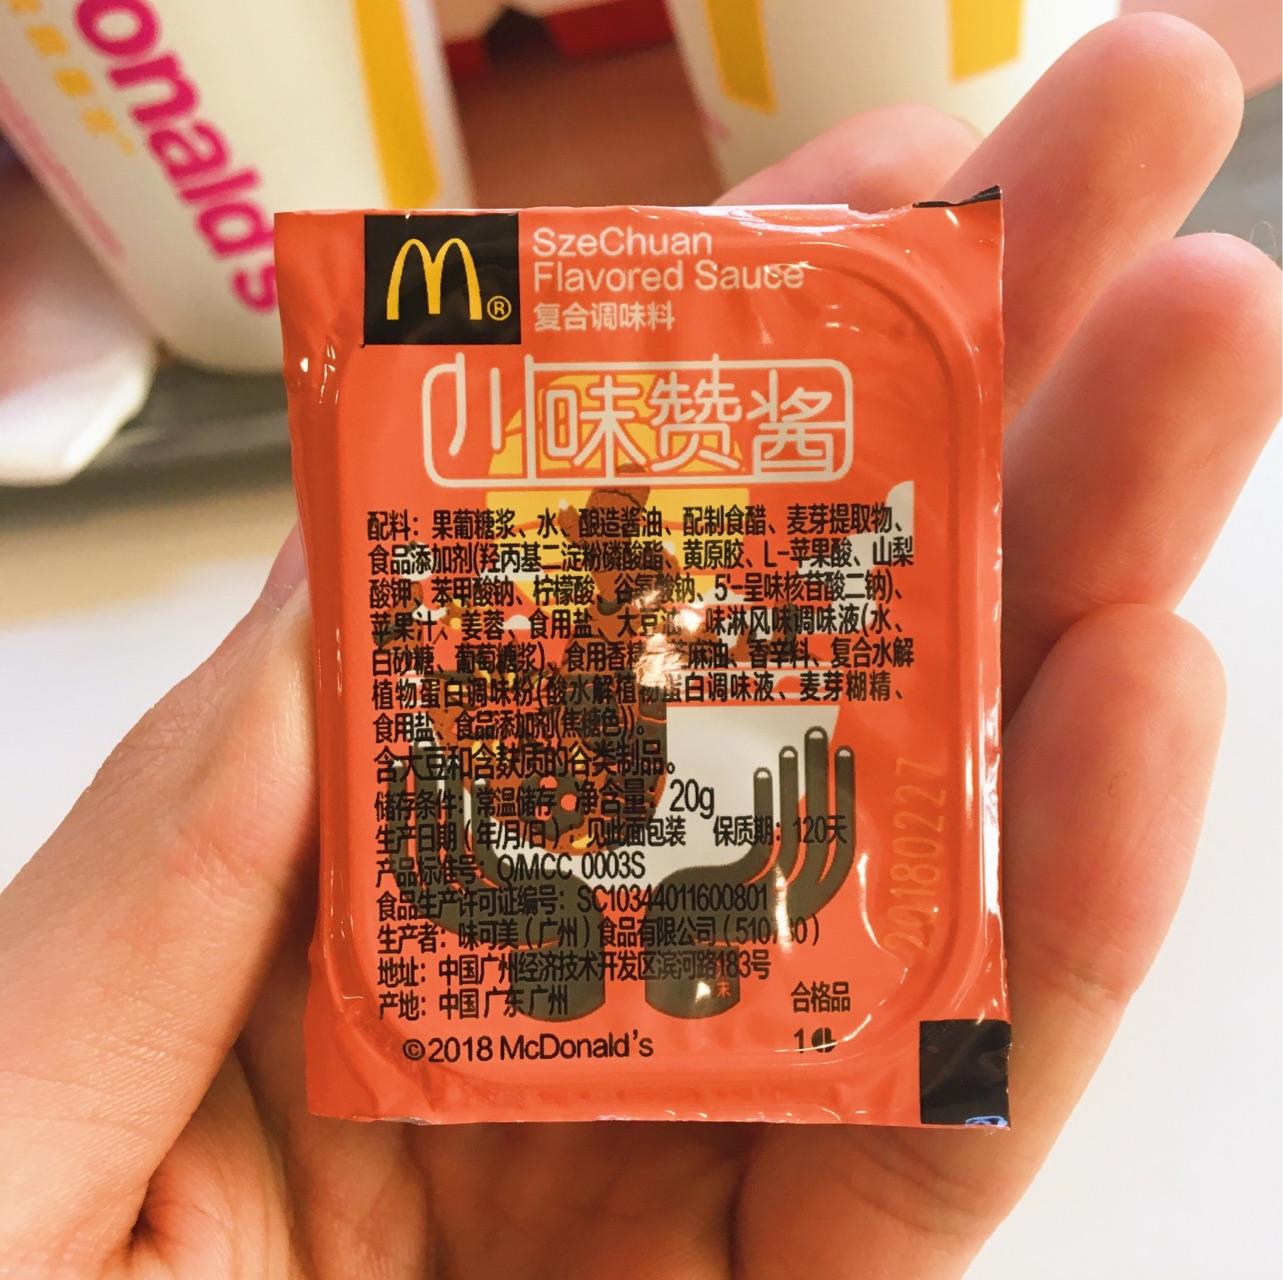 onald's
SzeChuan
Flavored Sauce
复合调味料
川味赞酱
配料：果葡糖浆、水、酿造酱油、配制食醋、麦芽提取物、
食品添加剂(羟丙基二淀粉磷酸酯、黄原胶、L-苹果酸、山梨
酸钾、苯甲酸钠、柠檬酸、谷氨酸钠、5'-呈味核苷酸二钠)、
苹果汁、姜蓉、食用盐、大豆油、味淋风味调味液(水、
白砂糖、葡萄糖浆)、食用香精、芝麻油、香辛料、复合水解
植物蛋白调味粉(酸水解植物蛋白调味液、麦芽糊精、
食用盐、食品添加剂(焦糖色))。
含大豆和含麸质的谷类制品。
储存条件：常温储存 净含量：20g
生产日期（年/月/日）：见此面包装 保质期：120天
产品标准号：Q/MCC 0003S
食品生产许可证编号：SC10344011600801
生产者：味可美（广州）食品有限公司
地址：中国广州经济技术开发区滨河路183号
产地：中国广东广州
合格品
©2018 McDonald's
1
20180227